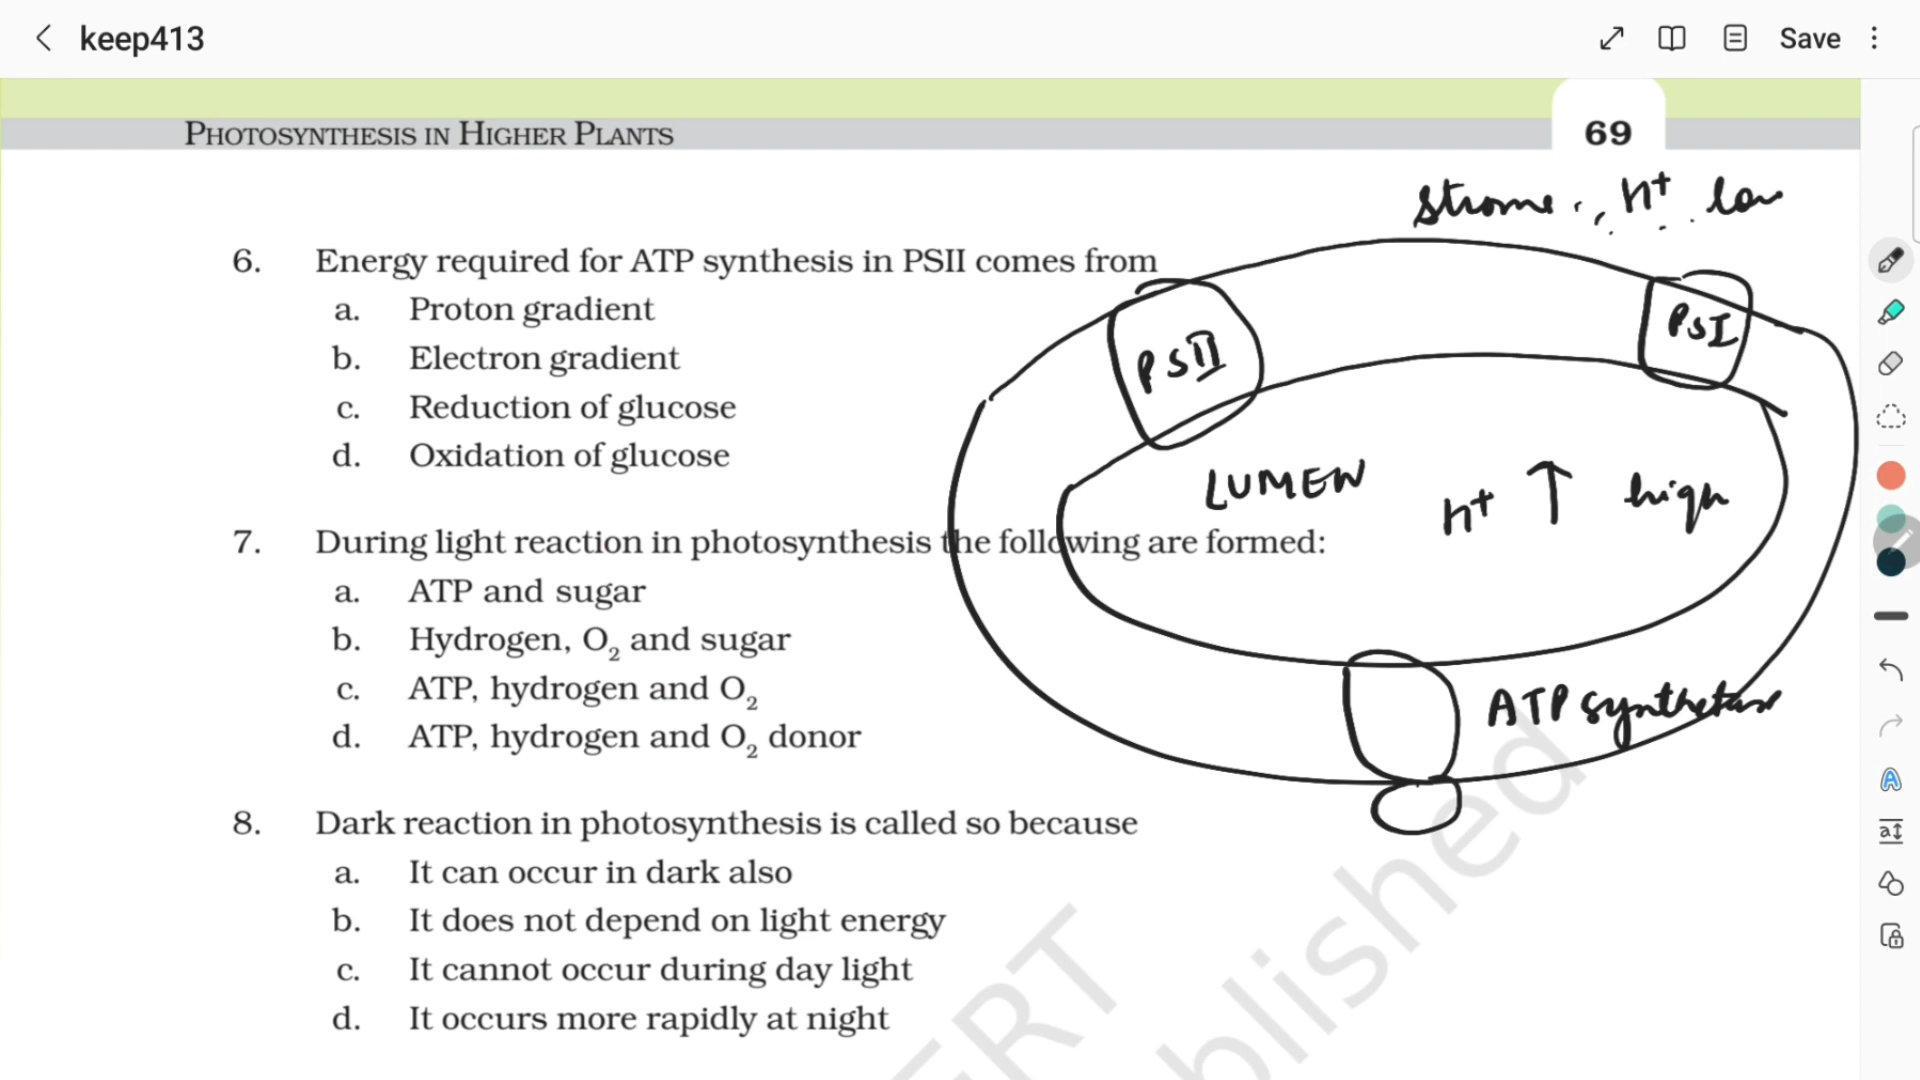 keep413
Save
PHOTOSYNTHESIS IN HIGHER PLANTS
69
Stroma H+ low
6. Energy required for ATP synthesis in PSII comes from
a. Proton gradient
b. Electron gradient
c. Reduction of glucose
d. Oxidation of glucose
PSII
PSI
LUMEN H+ ↑ high
7. During light reaction in photosynthesis the following are formed:
a. ATP and sugar
b. Hydrogen, O2 and sugar
c. ATP, hydrogen and O2
d. ATP, hydrogen and O2 donor
ATP synthetase
8. Dark reaction in photosynthesis is called so because
a. It can occur in dark also
b. It does not depend on light energy
c. It cannot occur during day light
d. It occurs more rapidly at night